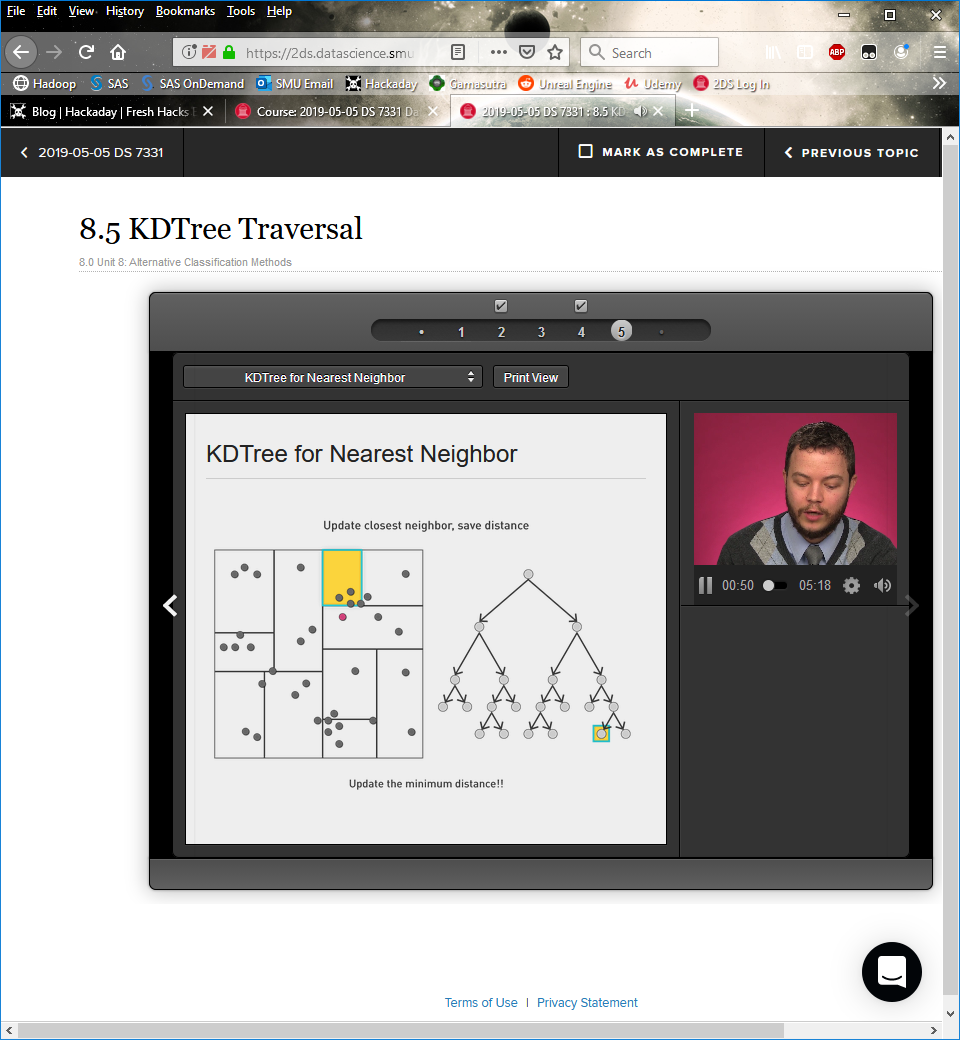 File Edit View History Bookmarks Tools Help
https://2ds.datascience.smu
Search
ABP
Hadoop SAS SAS OnDemand SMU Email Hackaday Gamasutra Unreal Engine Udemy 2DS Log In
Blog | Hackaday | Fresh Hacks
Course: 2019-05-05 DS 7331 Da
2019-05-05 DS 7331 : 8.5 KD
2019-05-05 DS 7331
MARK AS COMPLETE
PREVIOUS TOPIC
8.5 KDTree Traversal
8.0 Unit 8: Alternative Classification Methods
1 2 3 4 5
KDTree for Nearest Neighbor
Print View
KDTree for Nearest Neighbor
Update closest neighbor, save distance
Update the minimum distance!!
00:50 05:18
Terms of Use | Privacy Statement